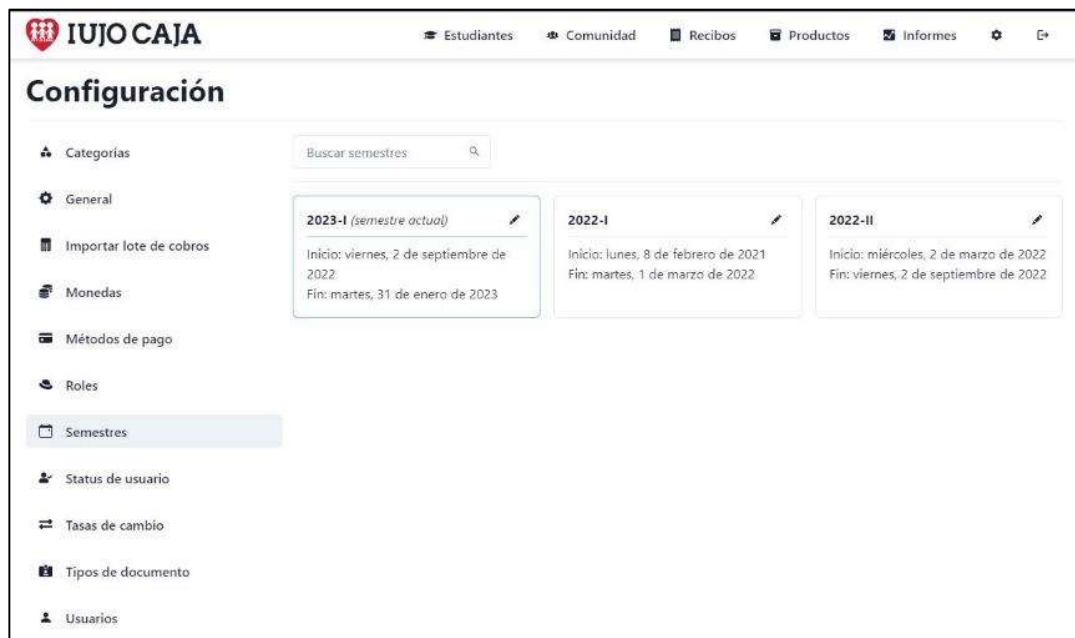 IUJO CAJA
Estudiantes
Comunidad
Recibos
Productos
Informes
Configuración
Categorías
General
Importar lote de cobros
Monedas
Métodos de pago
Roles
Semestres
Status de usuario
Tasas de cambio
Tipos de documento
Usuarios
Buscar semestres
2023-I (semestre actual)
Inicio: viernes, 2 de septiembre de
2022
Fin: martes, 31 de enero de 2023
2022-I
Inicio: lunes, 8 de febrero de 2021
Fin: martes, 1 de marzo de 2022
2022-II
Inicio: miércoles, 2 de marzo de 2022
Fin: viernes, 2 de septiembre de 2022